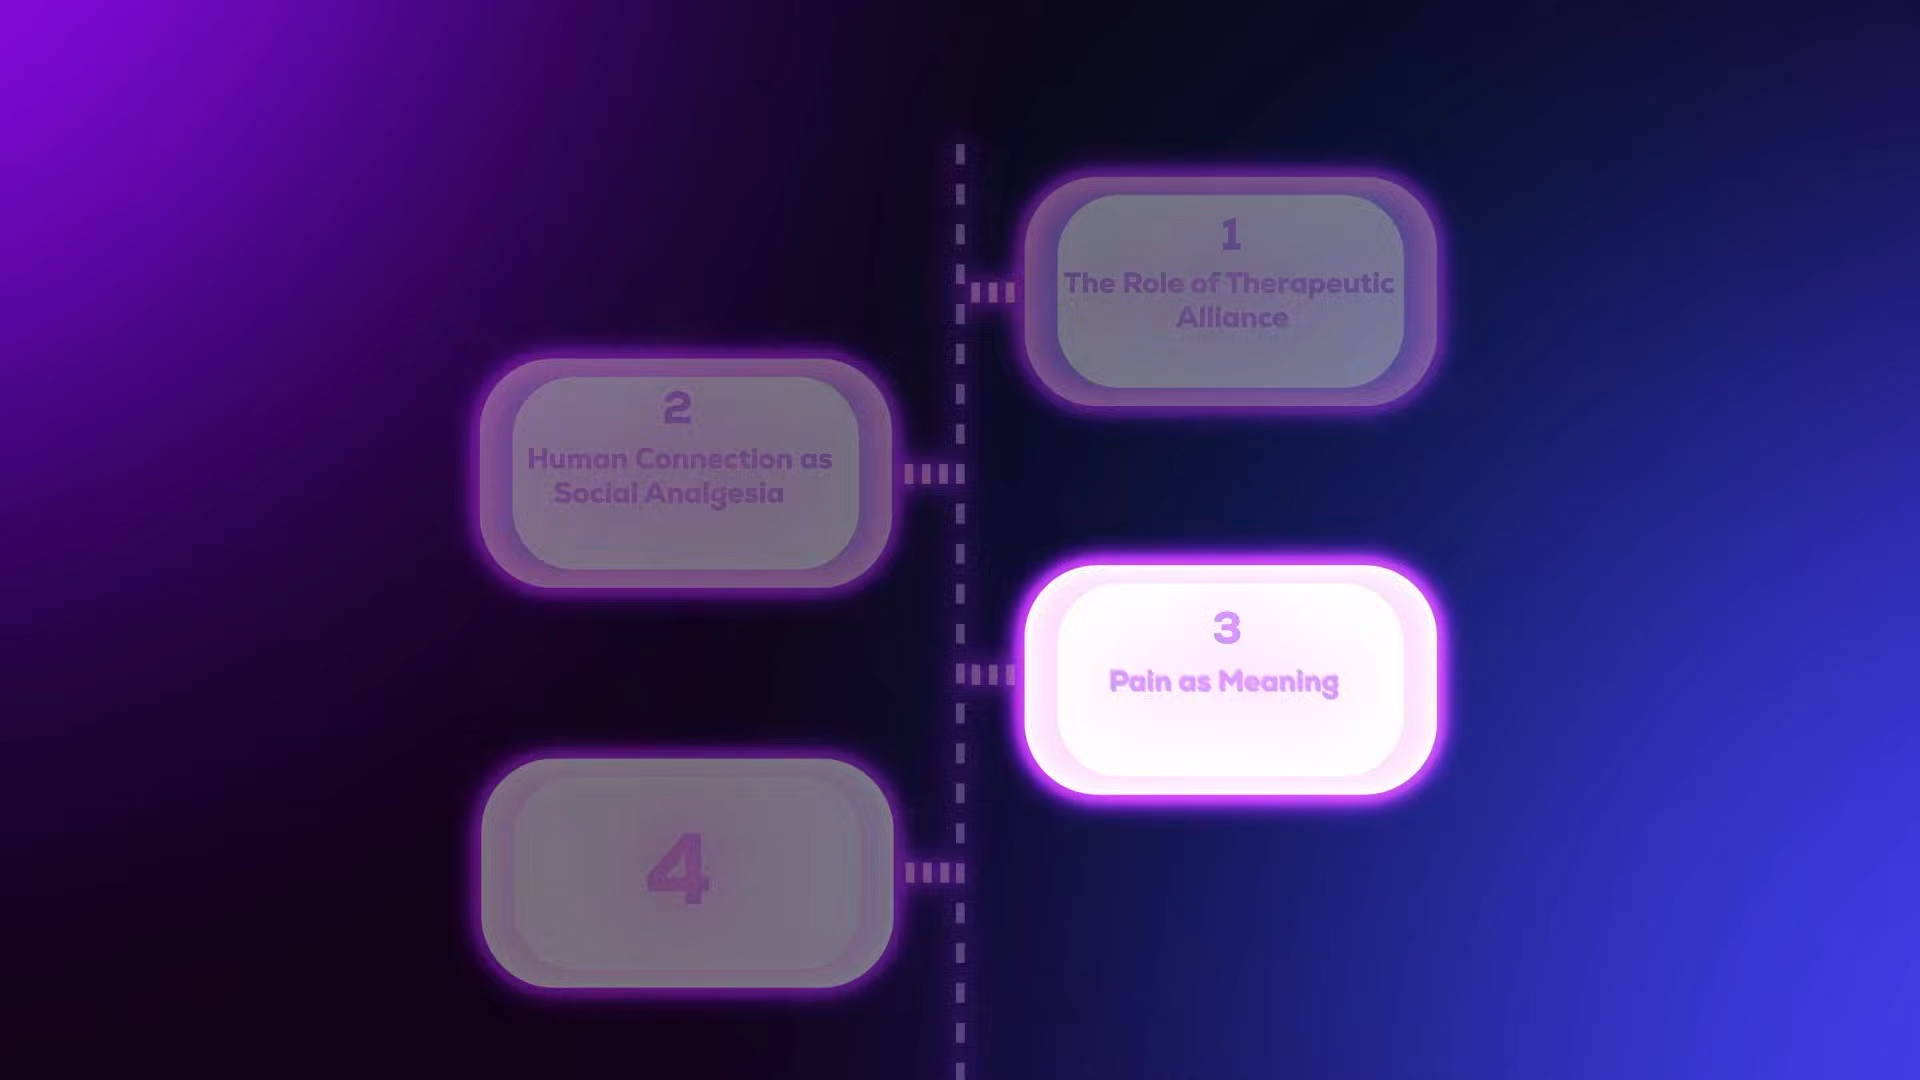 1
The Role of Therapeutic
Alliance
2
Human Connection as
Social Analgesia
3
Pain as Meaning
4